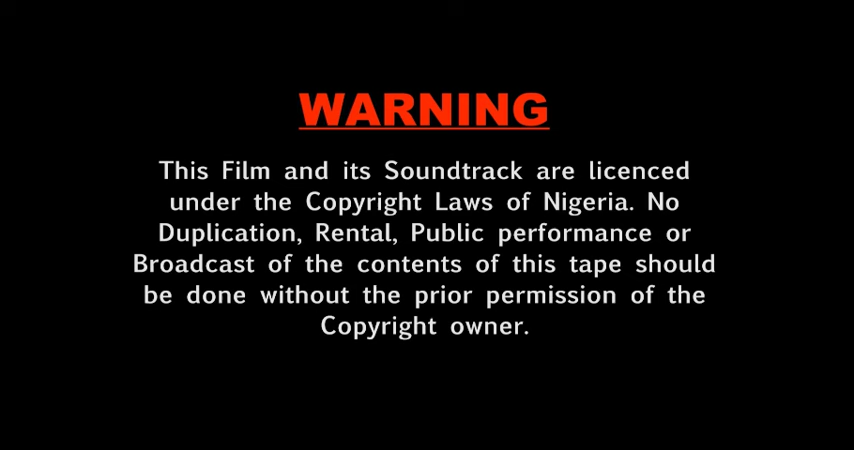 WARNING
This Film and its Soundtrack are licenced
under the Copyright Laws of Nigeria. No
Duplication, Rental, Public performance or
Broadcast of the contents of this tape should
be done without the prior permission of the
Copyright owner.